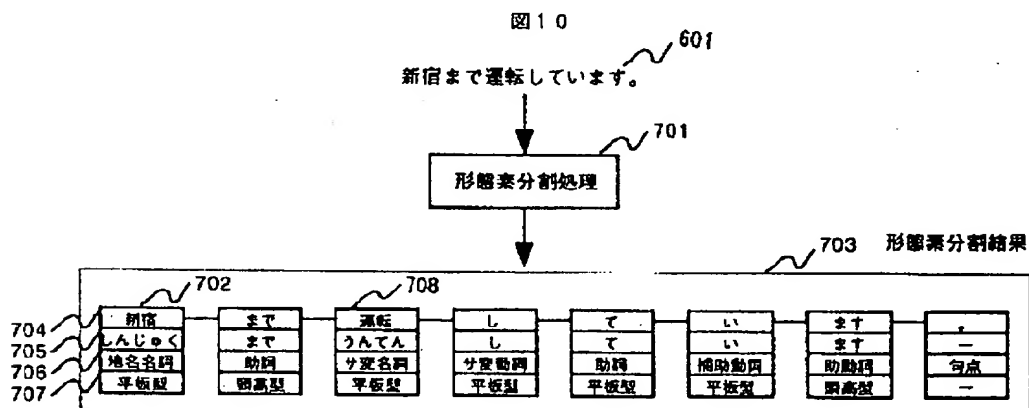 図10
601
新宿まで運転しています。
701
形態素分割処理
703 形態素分割結果
702 708
704 新宿 まで 運転 し て い ます 。
705 しんじゅく まで うんてん し て い ます ー
706 地名名詞 助詞 サ変名詞 サ変動詞 助詞 補助動詞 助動詞 句点
707 平板型 頭高型 平板型 平板型 平板型 平板型 頭高型 ー